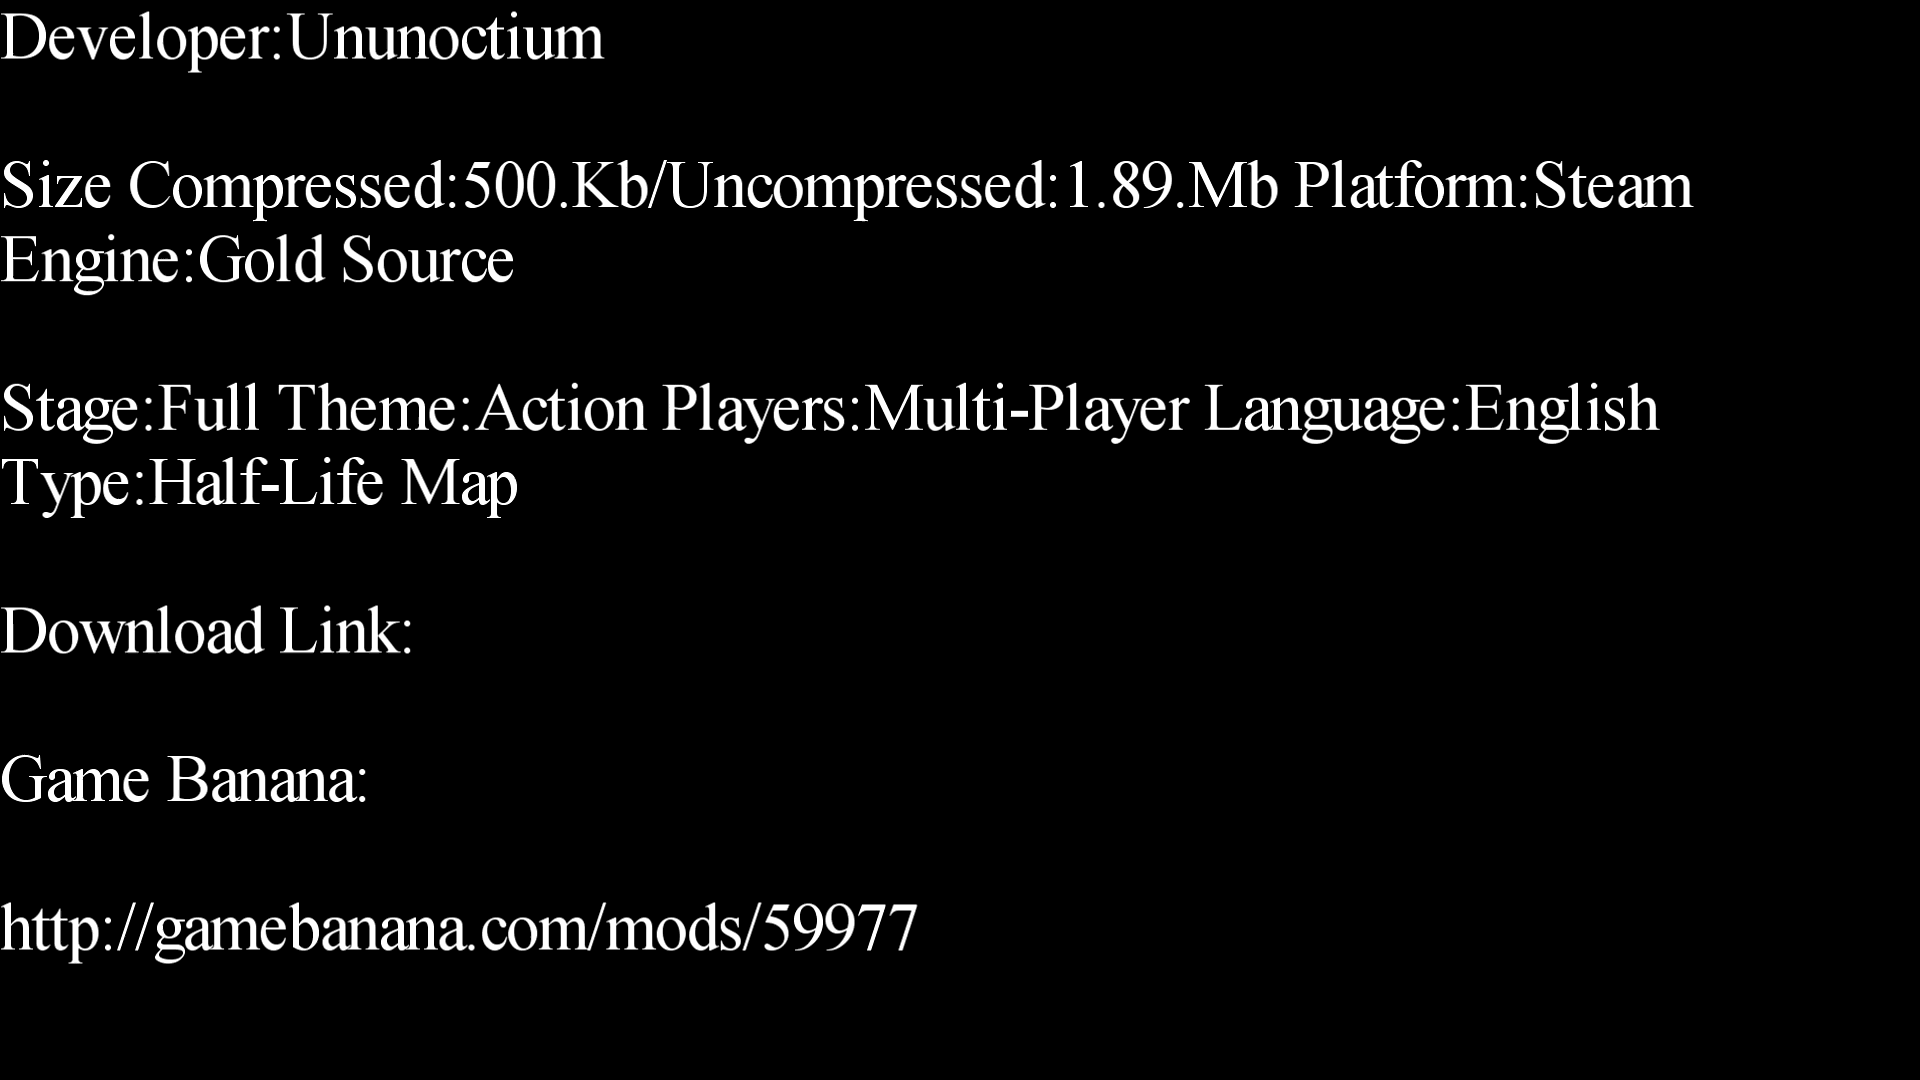 Developer:Ununoctium
Size Compressed:500.Kb/Uncompressed:1.89.Mb Platform:Steam
Engine:Gold Source
Stage:Full Theme:Action Players:Multi-Player Language:English
Type:Half-Life Map
Download Link:
Game Banana:
http://gamebanana.com/mods/59977